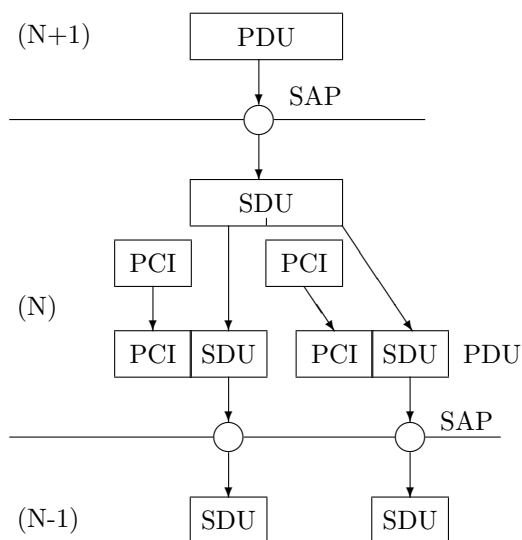 (N+1) PDU
SAP
SDU
PCI PCI
(N)
PCI SDU PCI SDU PDU
SAP
(N-1) SDU SDU